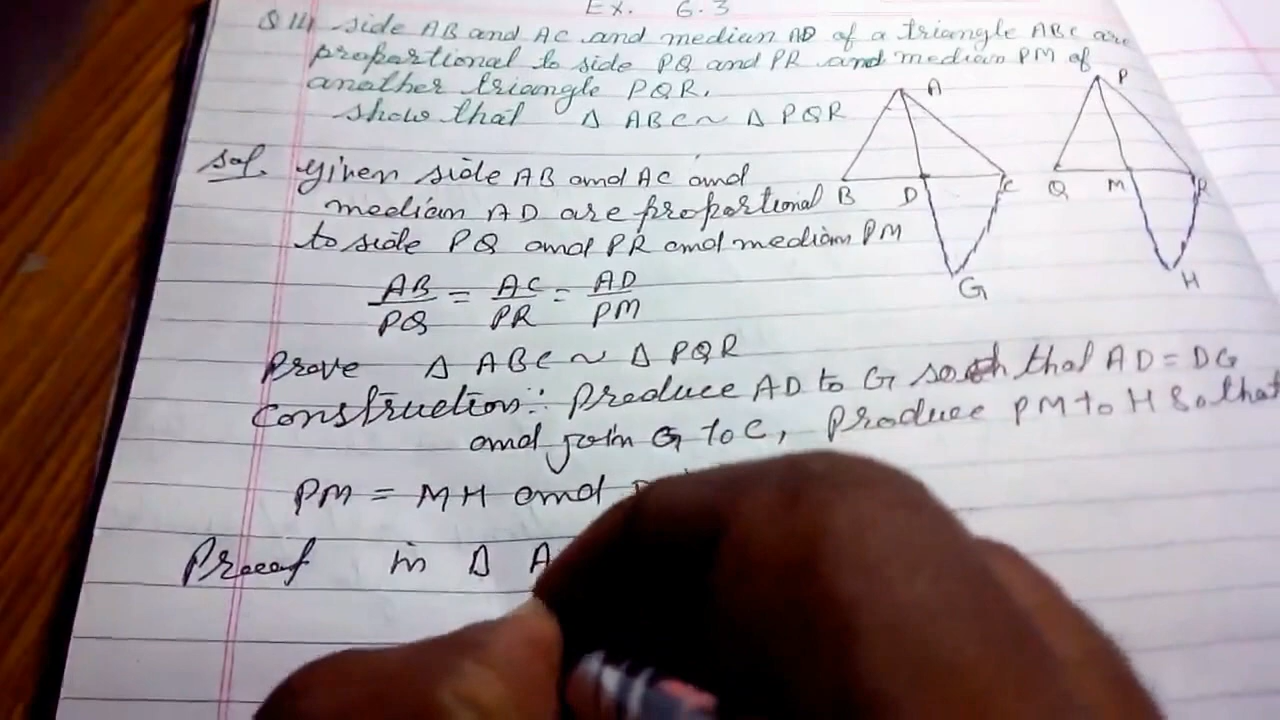 Ex. 6.3
Q 14 side AB and AC and median AD of a triangle ABC are
propartional to side PQ and PR and median PM of
another triangle PQR.
show that Δ ABC ~ Δ PQR
Sol. Given side AB and AC and
median AD are proportional
to side PQ and PR and median PM
AB/PQ = AC/PR = AD/PM
Prove Δ ABC ~ Δ PQR
Construction: Produce AD to G such that AD = DG
and join G to C, Produce PM to H so that
PM = MH and
Proof in Δ A
A
B
D
C
G
P
Q
M
R
H